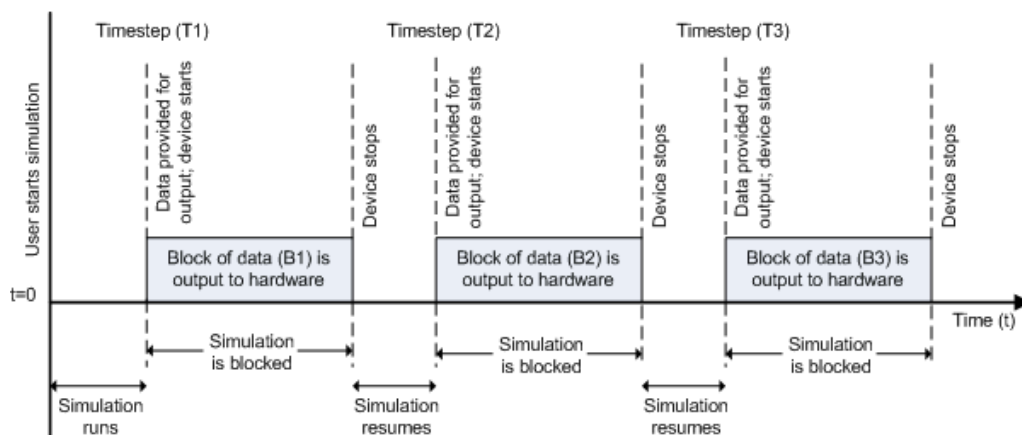 Timestep (T1)
Timestep (T2)
Timestep (T3)
User starts simulation
Data provided for
output; device starts
Device stops
Data provided for
output; device starts
Device stops
Data provided for
output; device starts
Device stops
Block of data (B1) is
output to hardware
Block of data (B2) is
output to hardware
Block of data (B3) is
output to hardware
t=0
Time (t)
Simulation
is blocked
Simulation
is blocked
Simulation
is blocked
Simulation
runs
Simulation
resumes
Simulation
resumes